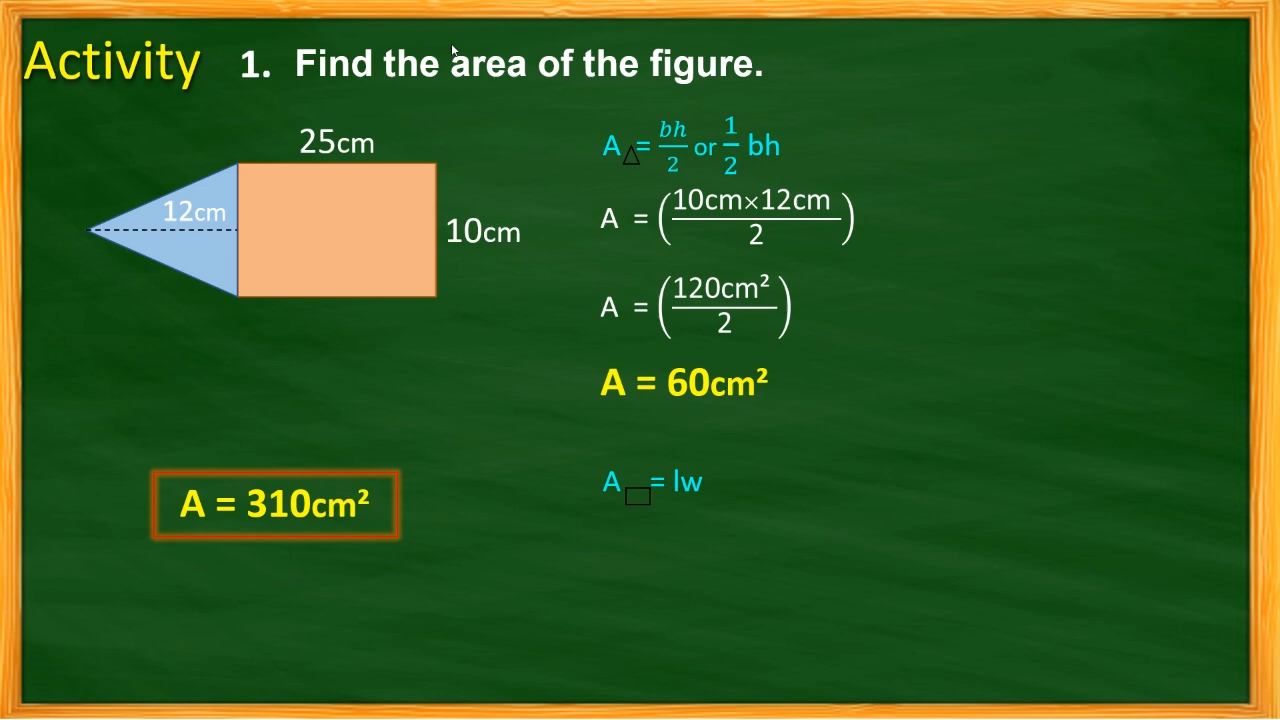 Activity 1. Find the area of the figure.
25cm
12cm
10cm
A △ = bh/2 or 1/2 bh
A = (10cm×12cm / 2)
A = (120cm² / 2)
A = 60cm²
A ▭ = lw
A = 310cm²